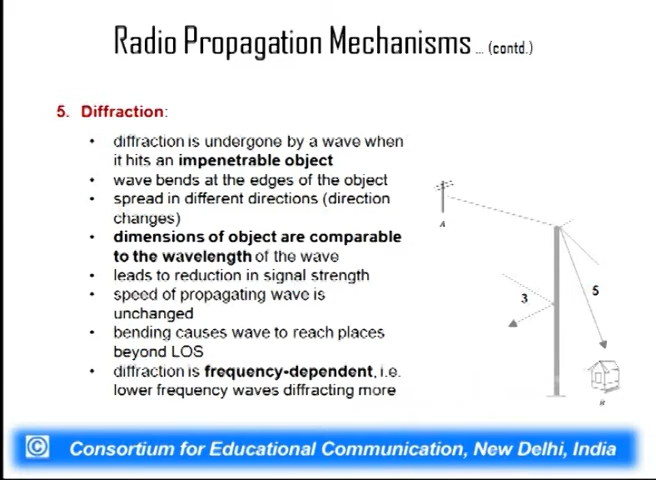 Radio Propagation Mechanisms ... (contd.)
5. Diffraction:
• diffraction is undergone by a wave when
it hits an impenetrable object
• wave bends at the edges of the object
• spread in different directions (direction
changes)
• dimensions of object are comparable
to the wavelength of the wave
• leads to reduction in signal strength
• speed of propagating wave is
unchanged
• bending causes wave to reach places
beyond LOS
• diffraction is frequency-dependent, i.e.
lower frequency waves diffracting more
A
3
5
B
© Consortium for Educational Communication, New Delhi, India